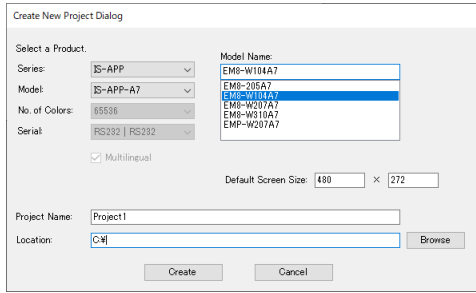 Create New Project Dialog
Select a Product.
Series:
IS-APP
Model:
IS-APP-A7
No. of Colors:
65536
Serial:
RS232 | RS232
Multilingual
Model Name:
EM8-W104A7
EM8-205A7
EM8-W104A7
EM8-W207A7
EM8-W310A7
EMP-W207A7
Default Screen Size:
480
×
272
Project Name:
Project1
Location:
C:¥
Browse
Create
Cancel